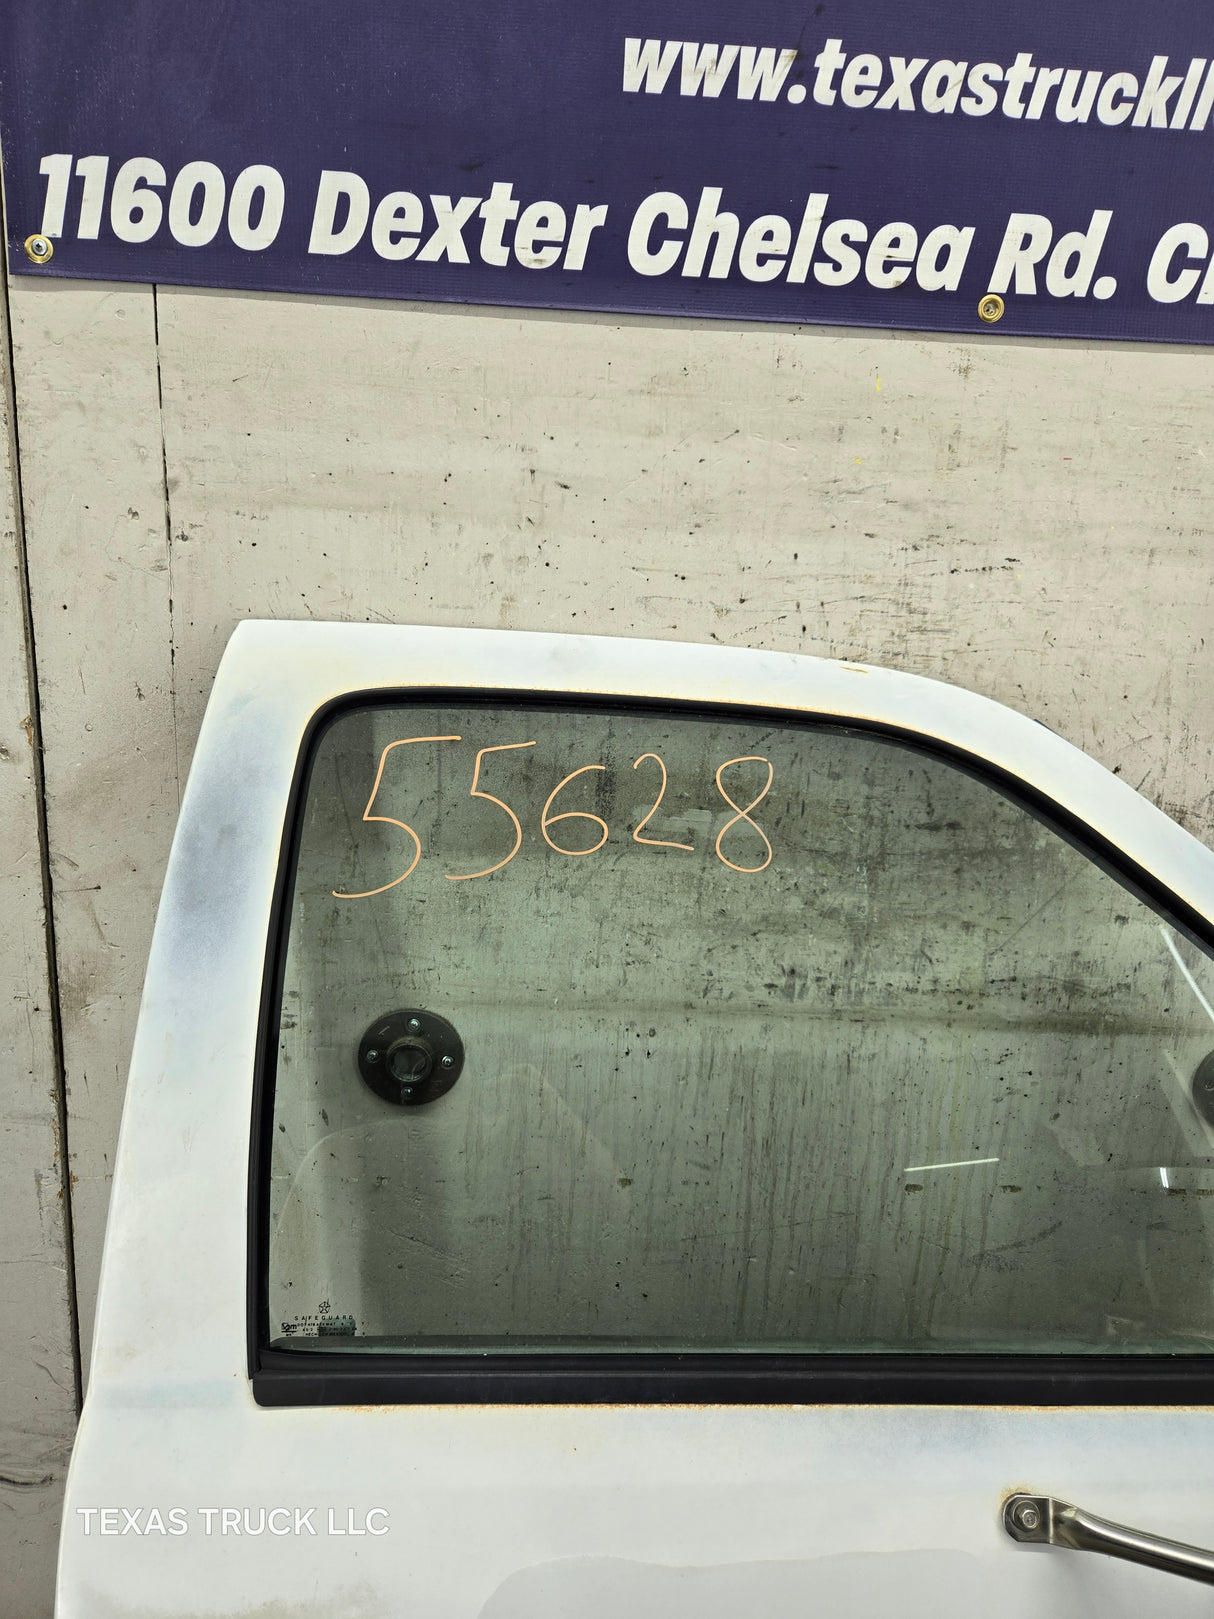 www.texastruckll
11600 Dexter Chelsea Rd. C
55628
SAFEGUARD
TEXAS TRUCK LLC